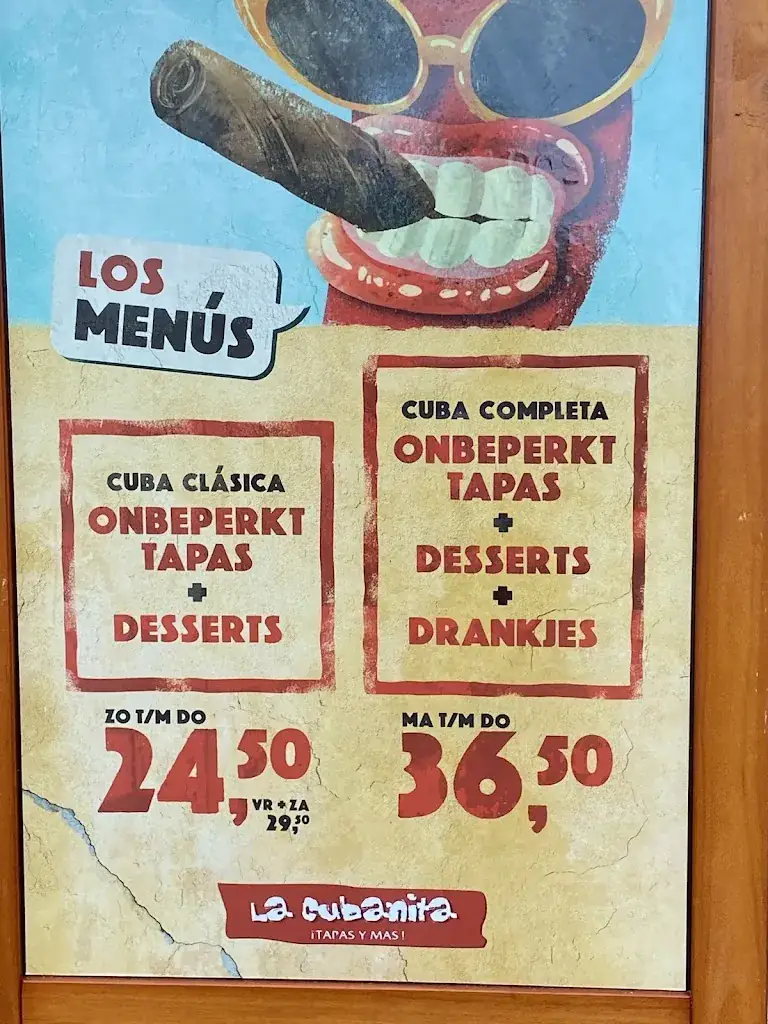 LOS
MENÚS
CUBA CLÁSICA
ONBEPERKT
TAPAS
+
DESSERTS
ZO T/M DO
24,50
VR + ZA
29,50
CUBA COMPLETA
ONBEPERKT
TAPAS
+
DESSERTS
+
DRANKJES
MA T/M DO
36,50
La Cubanita
¡TAPAS Y MAS!